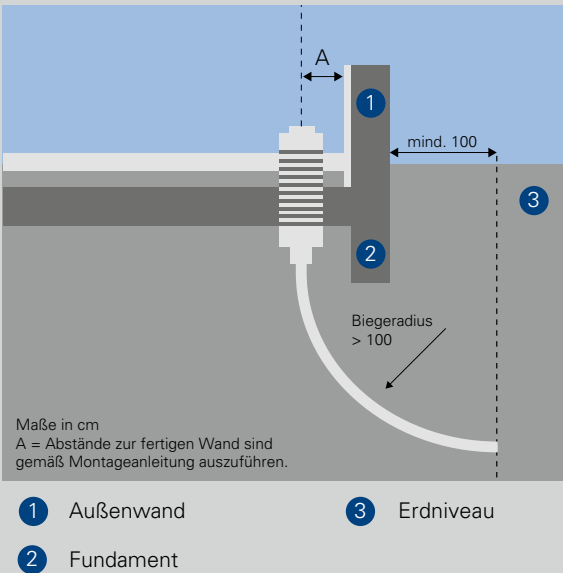 A
1
mind. 100
3
2
Biegeradius
> 100
Maße in cm
A = Abstände zur fertigen Wand sind
gemäß Montageanleitung auszuführen.
1 Außenwand
3 Erdniveau
2 Fundament